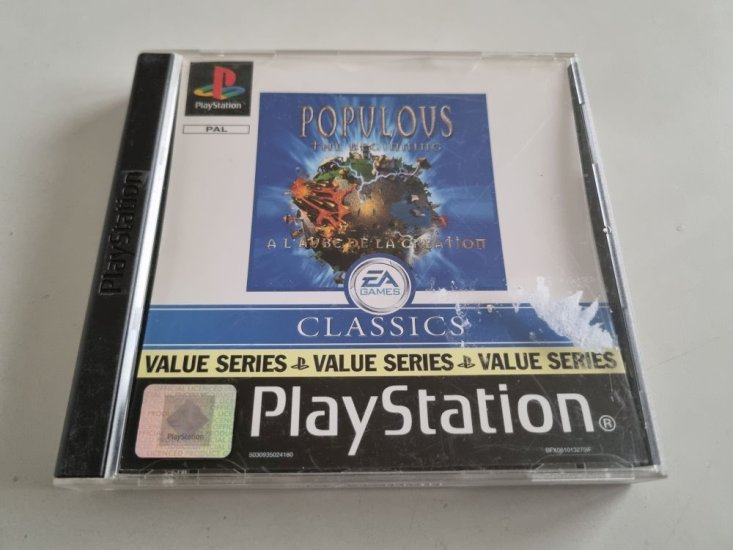 PlayStation
PAL
PlayStation
POPULOUS
THE BEGINNING
A L'AUBE DE LA CREATION
EA
GAMES
CLASSICS
VALUE SERIES VALUE SERIES VALUE SERIES
PlayStation
PlayStation®
5030935024180